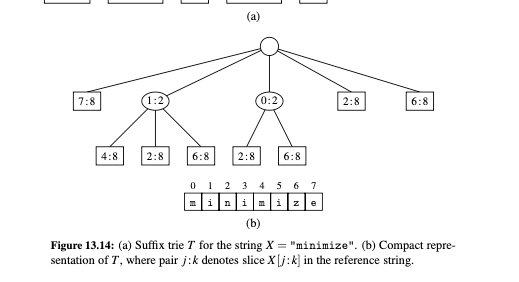 (a)
7:8 1:2 0:2 2:8 6:8
4:8 2:8 6:8 2:8 6:8
0 1 2 3 4 5 6 7
m i n i m i z e
(b)
Figure 13.14: (a) Suffix trie T for the string X = "minimize". (b) Compact repre-
sentation of T, where pair j:k denotes slice X[j:k] in the reference string.